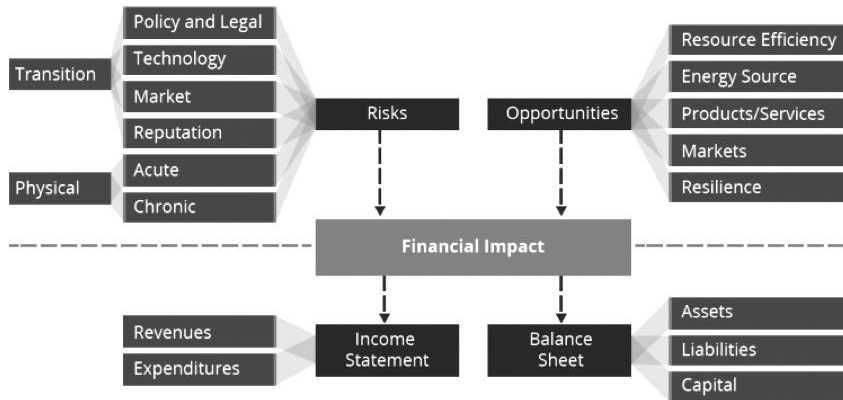 Transition
Physical
Policy and Legal
Technology
Market
Reputation
Acute
Chronic
Risks
Opportunities
Resource Efficiency
Energy Source
Products/Services
Markets
Resilience
Financial Impact
Revenues
Expenditures
Income
Statement
Balance
Sheet
Assets
Liabilities
Capital